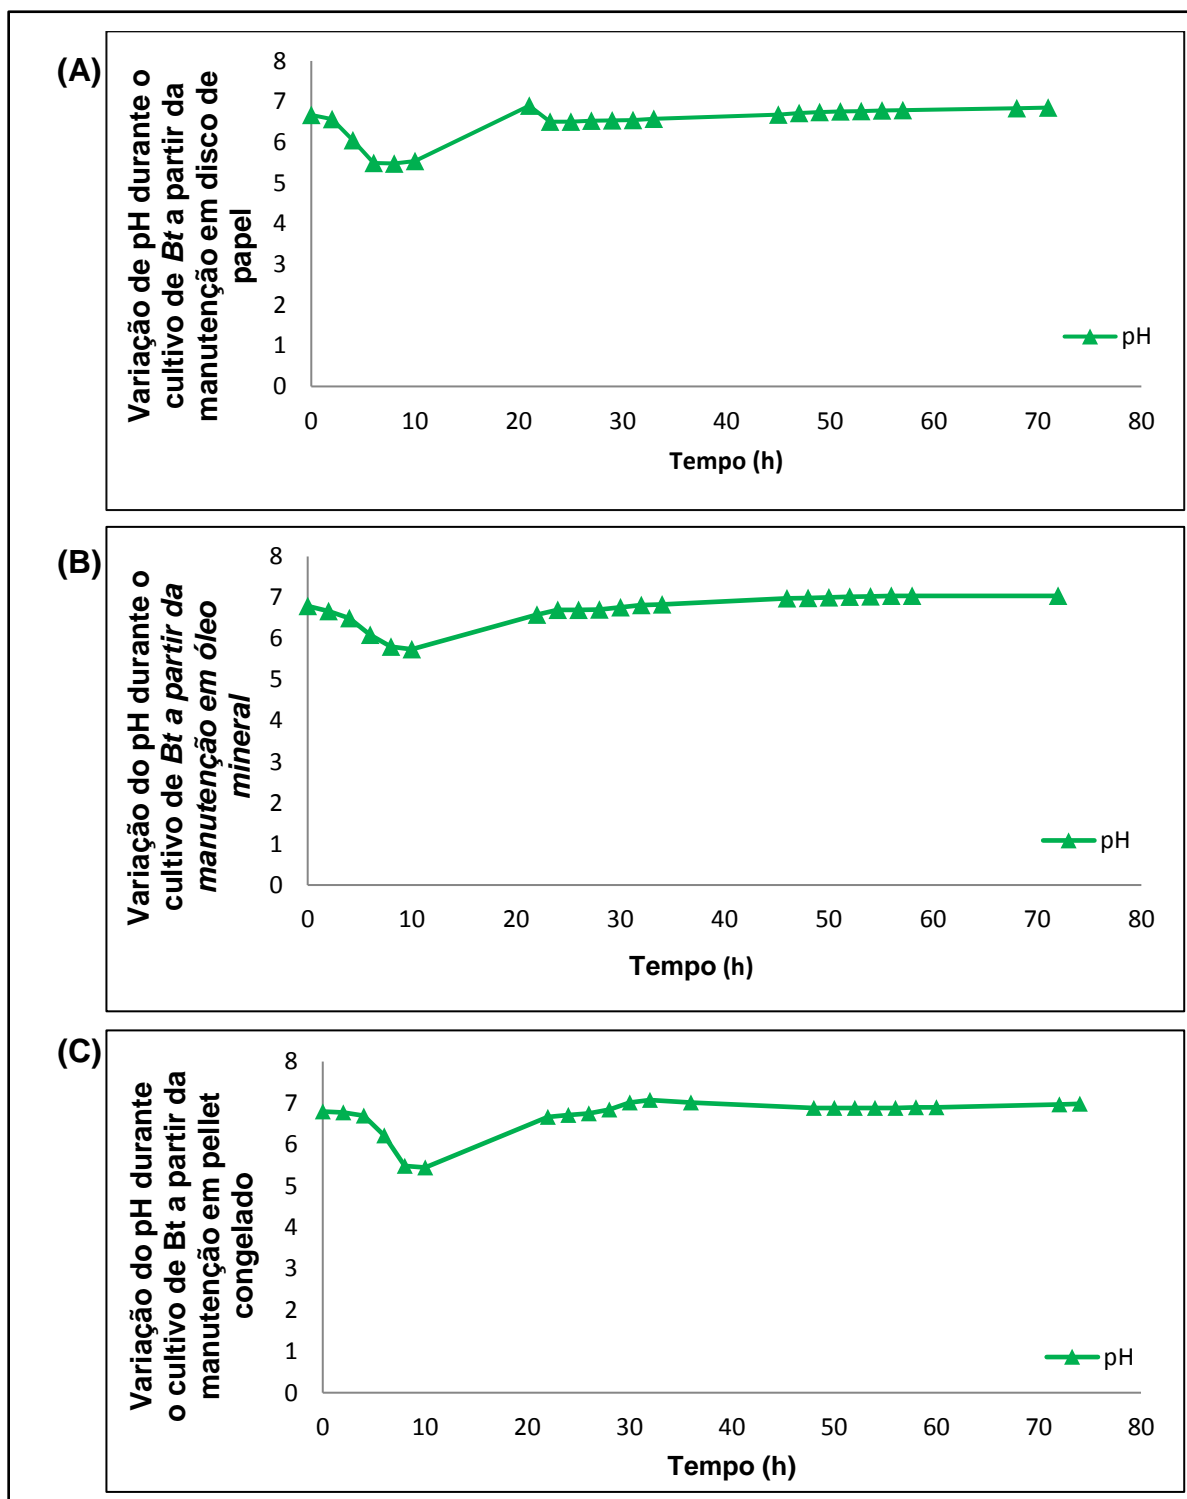 (A)
Variação de pH durante o
cultivo de Bt a partir da
manutenção em disco de
papel
8
7
6
5
4
3
2
1
0
0 10 20 30 40 50 60 70 80
Tempo (h)
pH
(B)
Variação do pH durante o
cultivo de Bt a partir da
manutenção em óleo
mineral
8
7
6
5
4
3
2
1
0
0 10 20 30 40 50 60 70 80
Tempo (h)
pH
(C)
Variação do pH durante
o cultivo de Bt a partir da
manutenção em pellet
congelado
8
7
6
5
4
3
2
1
0
0 10 20 30 40 50 60 70 80
Tempo (h)
pH